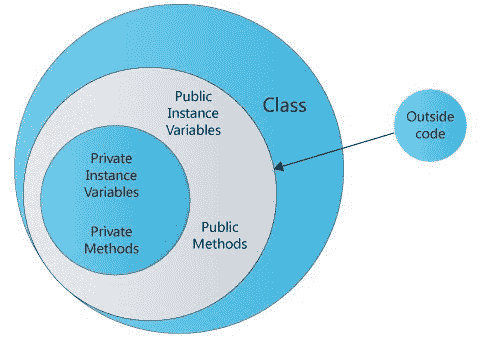 Class
Public
Instance
Variables
Private
Instance
Variables
Private
Methods
Public
Methods
Outside
code